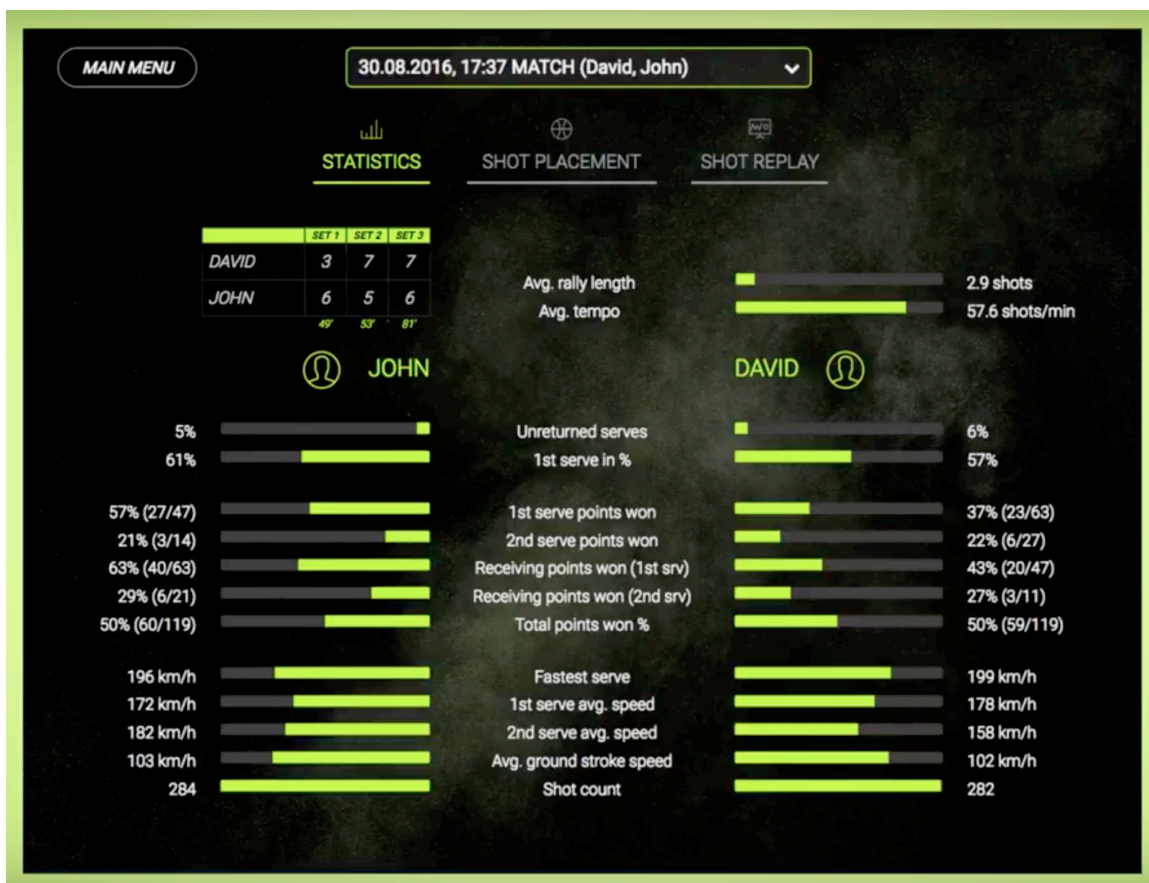 MAIN MENU
30.08.2016, 17:37 MATCH (David, John)
STATISTICS SHOT PLACEMENT SHOT REPLAY
SET 1 SET 2 SET 3
DAVID 3 7 7
JOHN 6 5 6
49' 53' 81'
Avg. rally length 2.9 shots
Avg. tempo 57.6 shots/min
JOHN DAVID
5% Unreturned serves 6%
61% 1st serve in % 57%
57% (27/47) 1st serve points won 37% (23/63)
21% (3/14) 2nd serve points won 22% (6/27)
63% (40/63) Receiving points won (1st srv) 43% (20/47)
29% (6/21) Receiving points won (2nd srv) 27% (3/11)
50% (60/119) Total points won % 50% (59/119)
196 km/h Fastest serve 199 km/h
172 km/h 1st serve avg. speed 178 km/h
182 km/h 2nd serve avg. speed 158 km/h
103 km/h Avg. ground stroke speed 102 km/h
284 Shot count 282